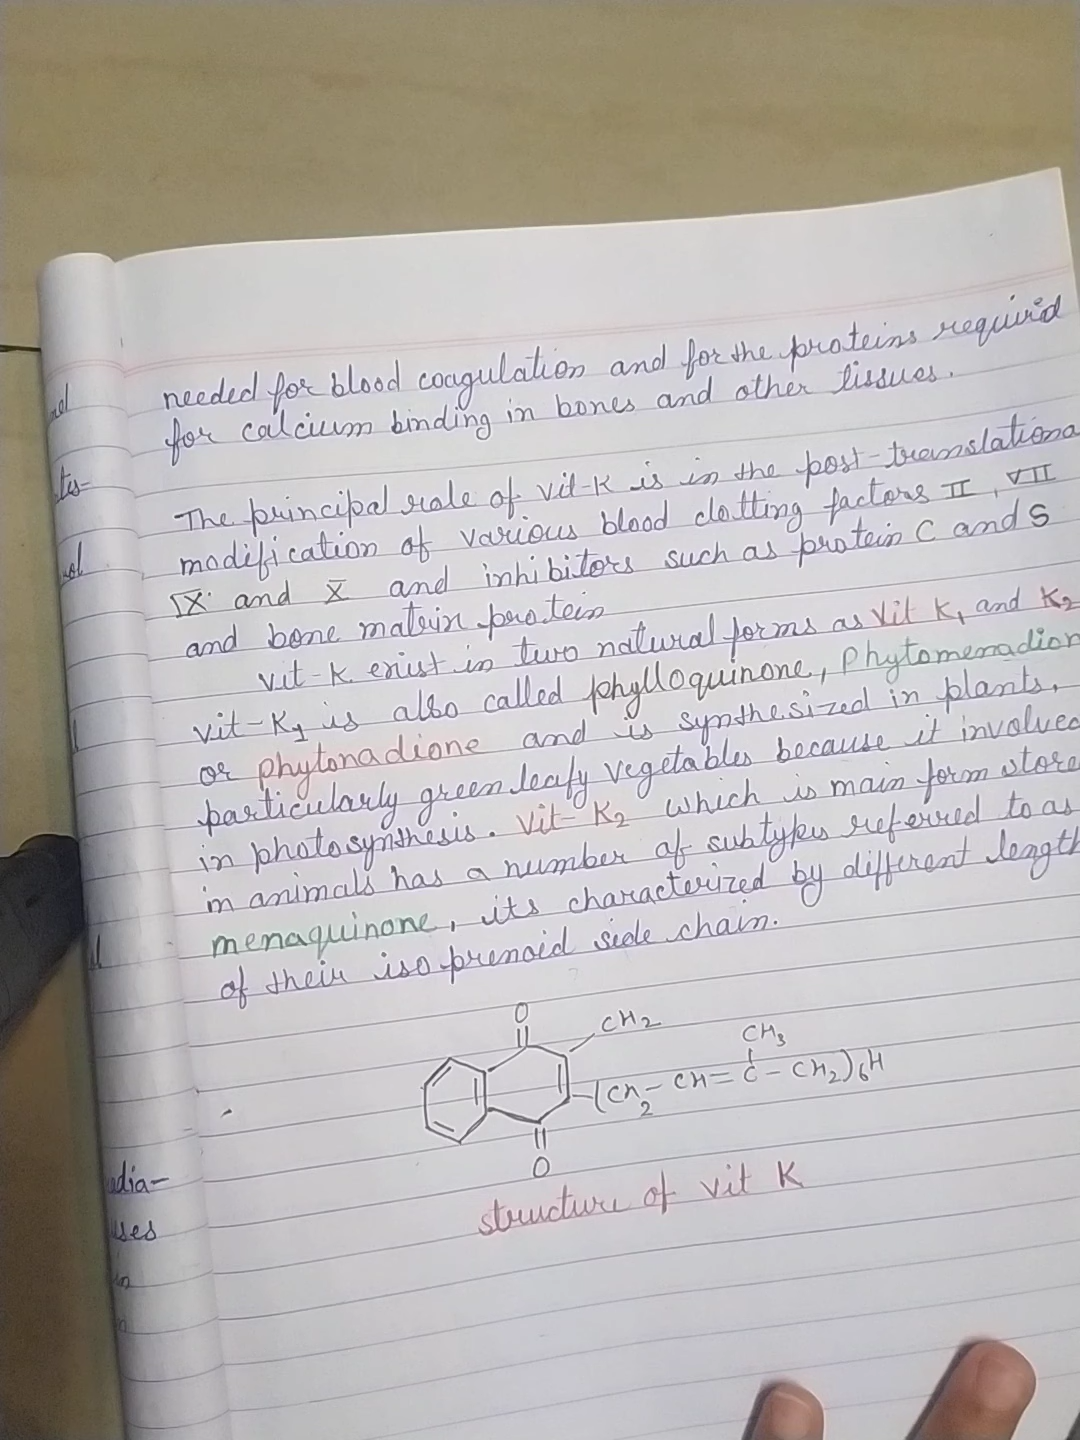 needed for blood coagulation and for the proteins required
for calcium binding in bones and other tissues.
The principal role of vit-K is in the post-translationa
modification of various blood clotting factors II, VII
IX and X and inhibitors such as protein C and S
and bone matrix protein
vit-K exist in two natural forms as Vit K1 and K2
vit-K1 is also called phylloquinone, Phytomenadion
or phytonadione and is synthesized in plants,
particularly green leafy vegetables because it involved
in photosynthesis. Vit-K2 which is main form store
in animals has a number of subtypes referred to as
menaquinone, its characterized by different length
of their isoprenoid side chain.
O
CH2
CH3
(CH2 - CH = C - CH2)6H
O
structure of vit K
dia-
uses